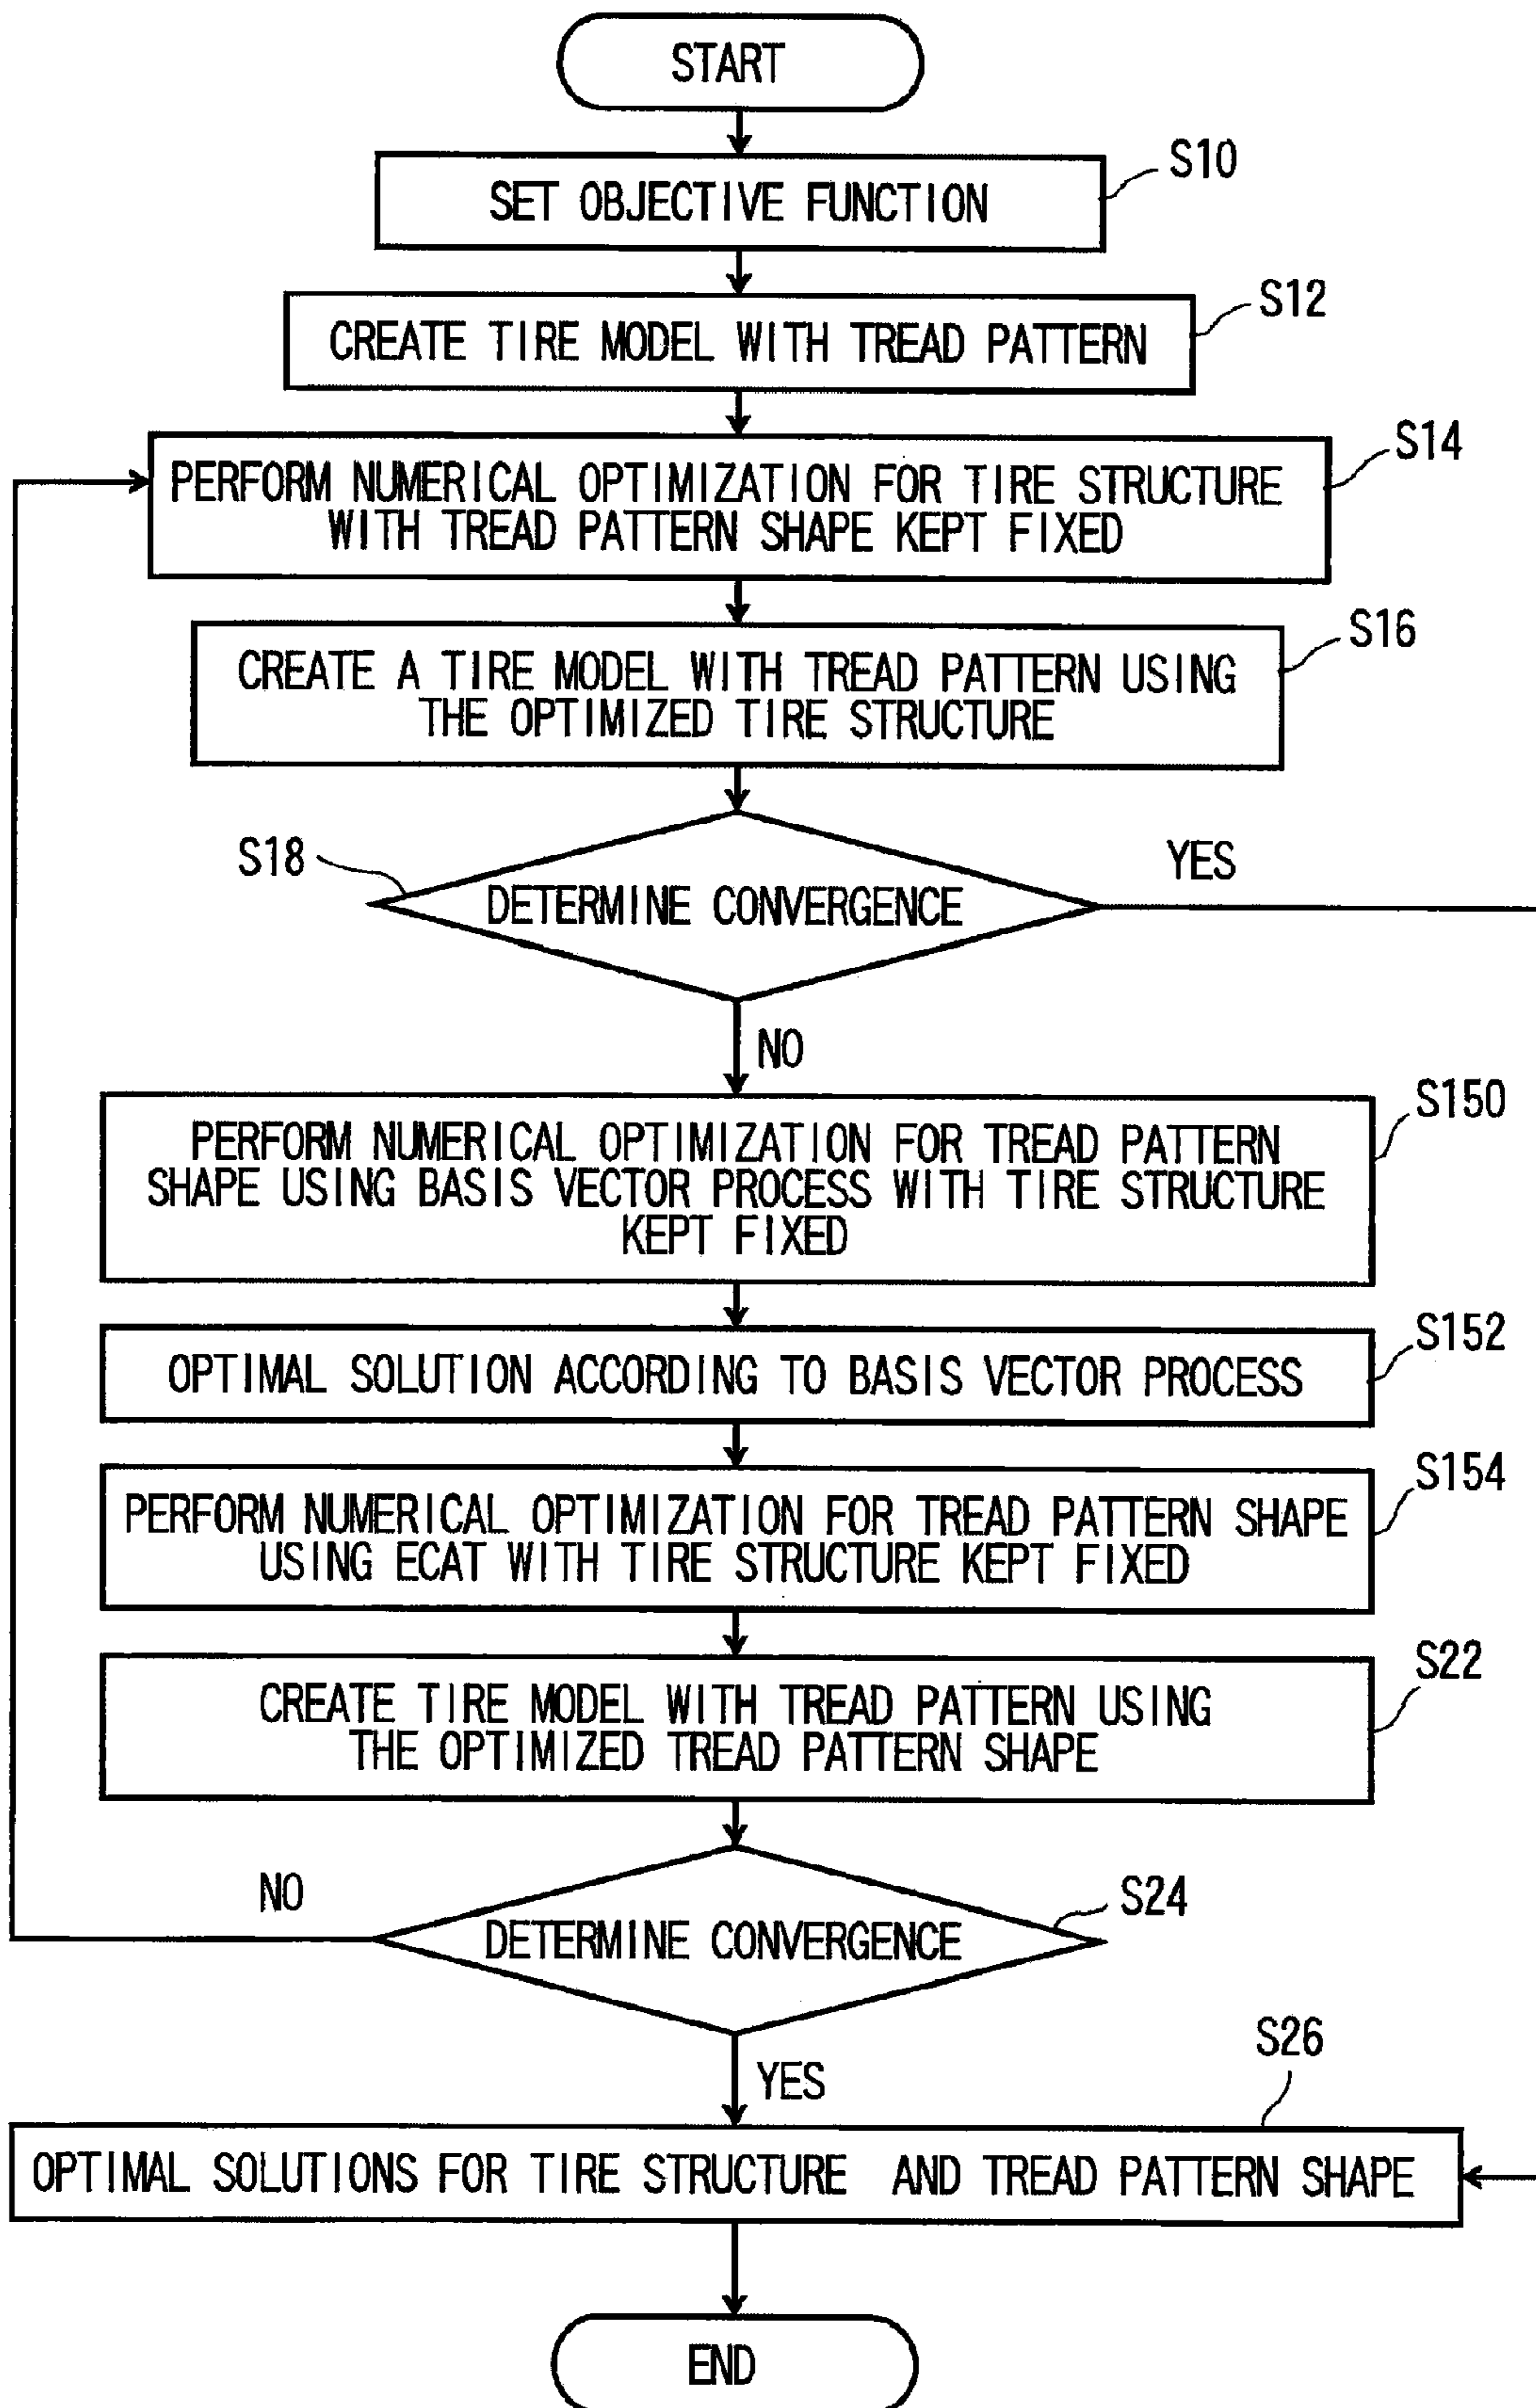 START
S10
SET OBJECTIVE FUNCTION
S12
CREATE TIRE MODEL WITH TREAD PATTERN
S14
PERFORM NUMERICAL OPTIMIZATION FOR TIRE STRUCTURE
WITH TREAD PATTERN SHAPE KEPT FIXED
S16
CREATE A TIRE MODEL WITH TREAD PATTERN USING
THE OPTIMIZED TIRE STRUCTURE
S18
YES
DETERMINE CONVERGENCE
NO
S150
PERFORM NUMERICAL OPTIMIZATION FOR TREAD PATTERN
SHAPE USING BASIS VECTOR PROCESS WITH TIRE STRUCTURE
KEPT FIXED
S152
OPTIMAL SOLUTION ACCORDING TO BASIS VECTOR PROCESS
S154
PERFORM NUMERICAL OPTIMIZATION FOR TREAD PATTERN SHAPE
USING ECAT WITH TIRE STRUCTURE KEPT FIXED
S22
CREATE TIRE MODEL WITH TREAD PATTERN USING
THE OPTIMIZED TREAD PATTERN SHAPE
NO
S24
DETERMINE CONVERGENCE
YES
S26
OPTIMAL SOLUTIONS FOR TIRE STRUCTURE AND TREAD PATTERN SHAPE
END